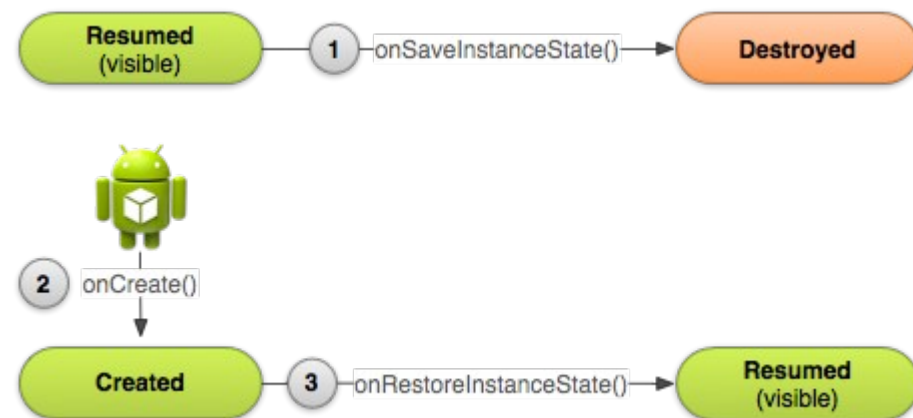 Resumed
(visible)
1
onSaveInstanceState()
Destroyed
2
onCreate()
Created
3
onRestoreInstanceState()
Resumed
(visible)